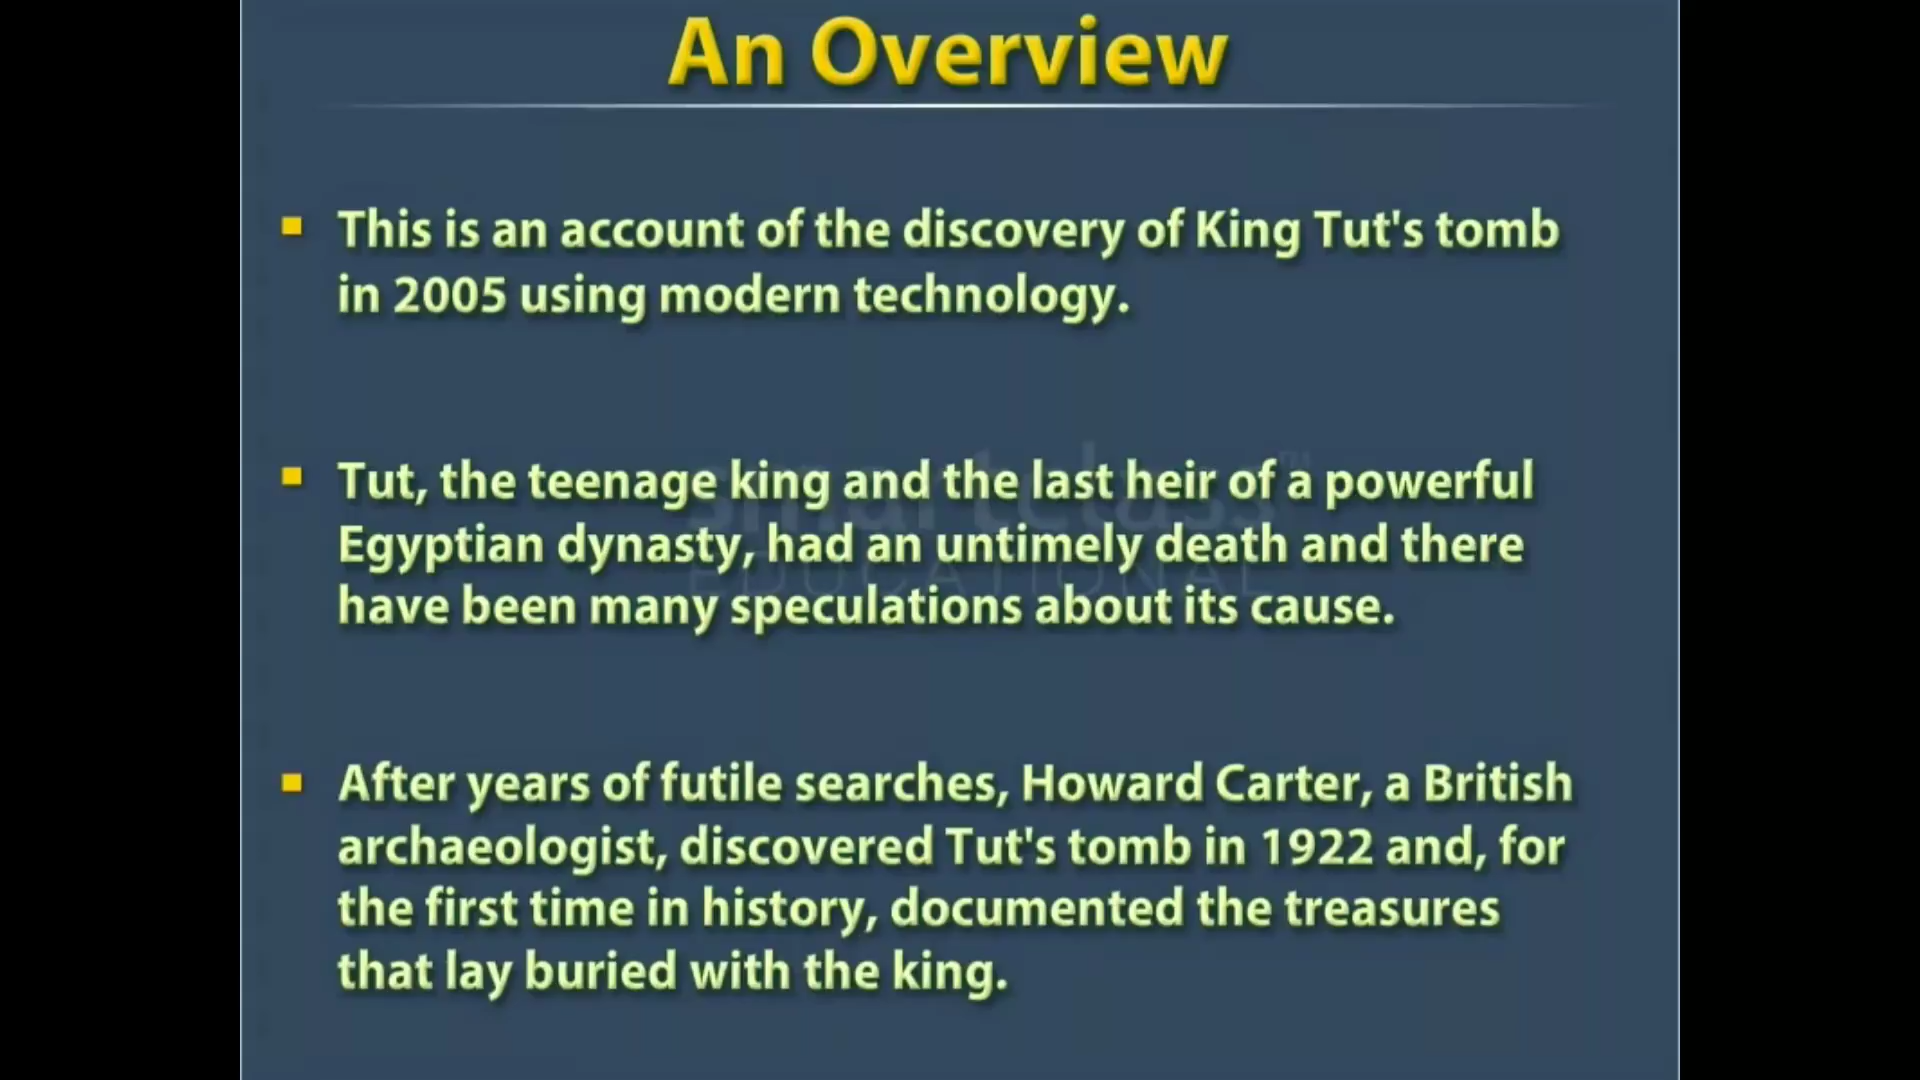 An Overview
This is an account of the discovery of King Tut's tomb
in 2005 using modern technology.
Tut, the teenage king and the last heir of a powerful
Egyptian dynasty, had an untimely death and there
have been many speculations about its cause.
smartclass™
EDUCATIONAL
After years of futile searches, Howard Carter, a British
archaeologist, discovered Tut's tomb in 1922 and, for
the first time in history, documented the treasures
that lay buried with the king.